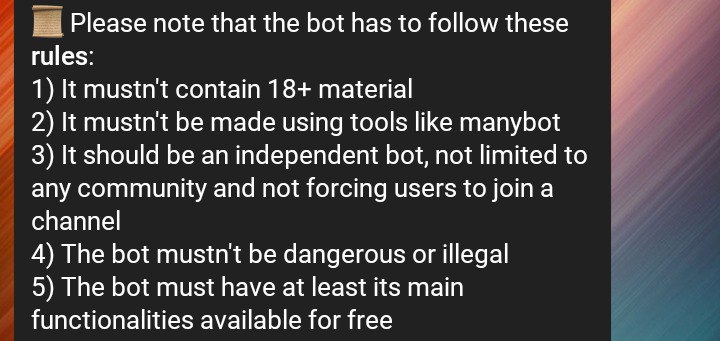 📜 Please note that the bot has to follow these
rules:
1) It mustn't contain 18+ material
2) It mustn't be made using tools like manybot
3) It should be an independent bot, not limited to
any community and not forcing users to join a
channel
4) The bot mustn't be dangerous or illegal
5) The bot must have at least its main
functionalities available for free